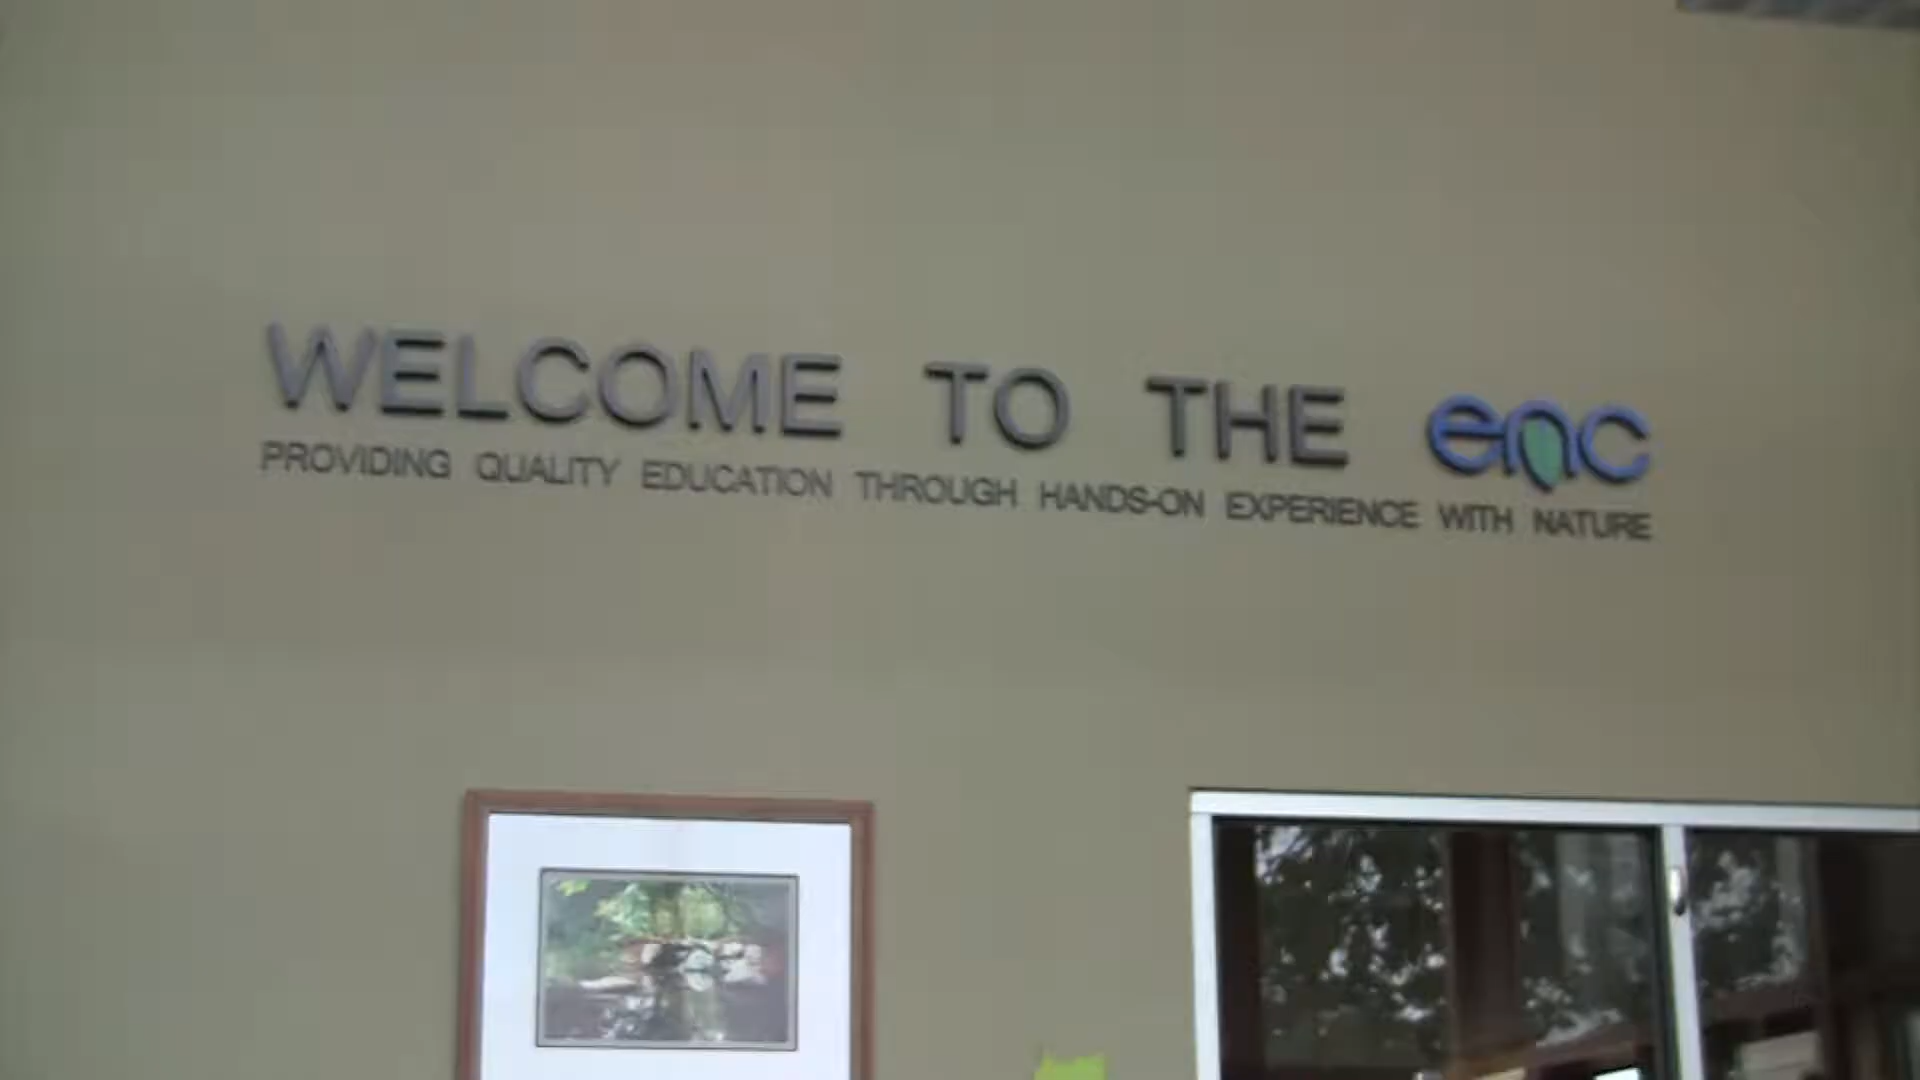 WELCOME TO THE enc
PROVIDING QUALITY EDUCATION THROUGH HANDS-ON EXPERIENCE WITH NATURE